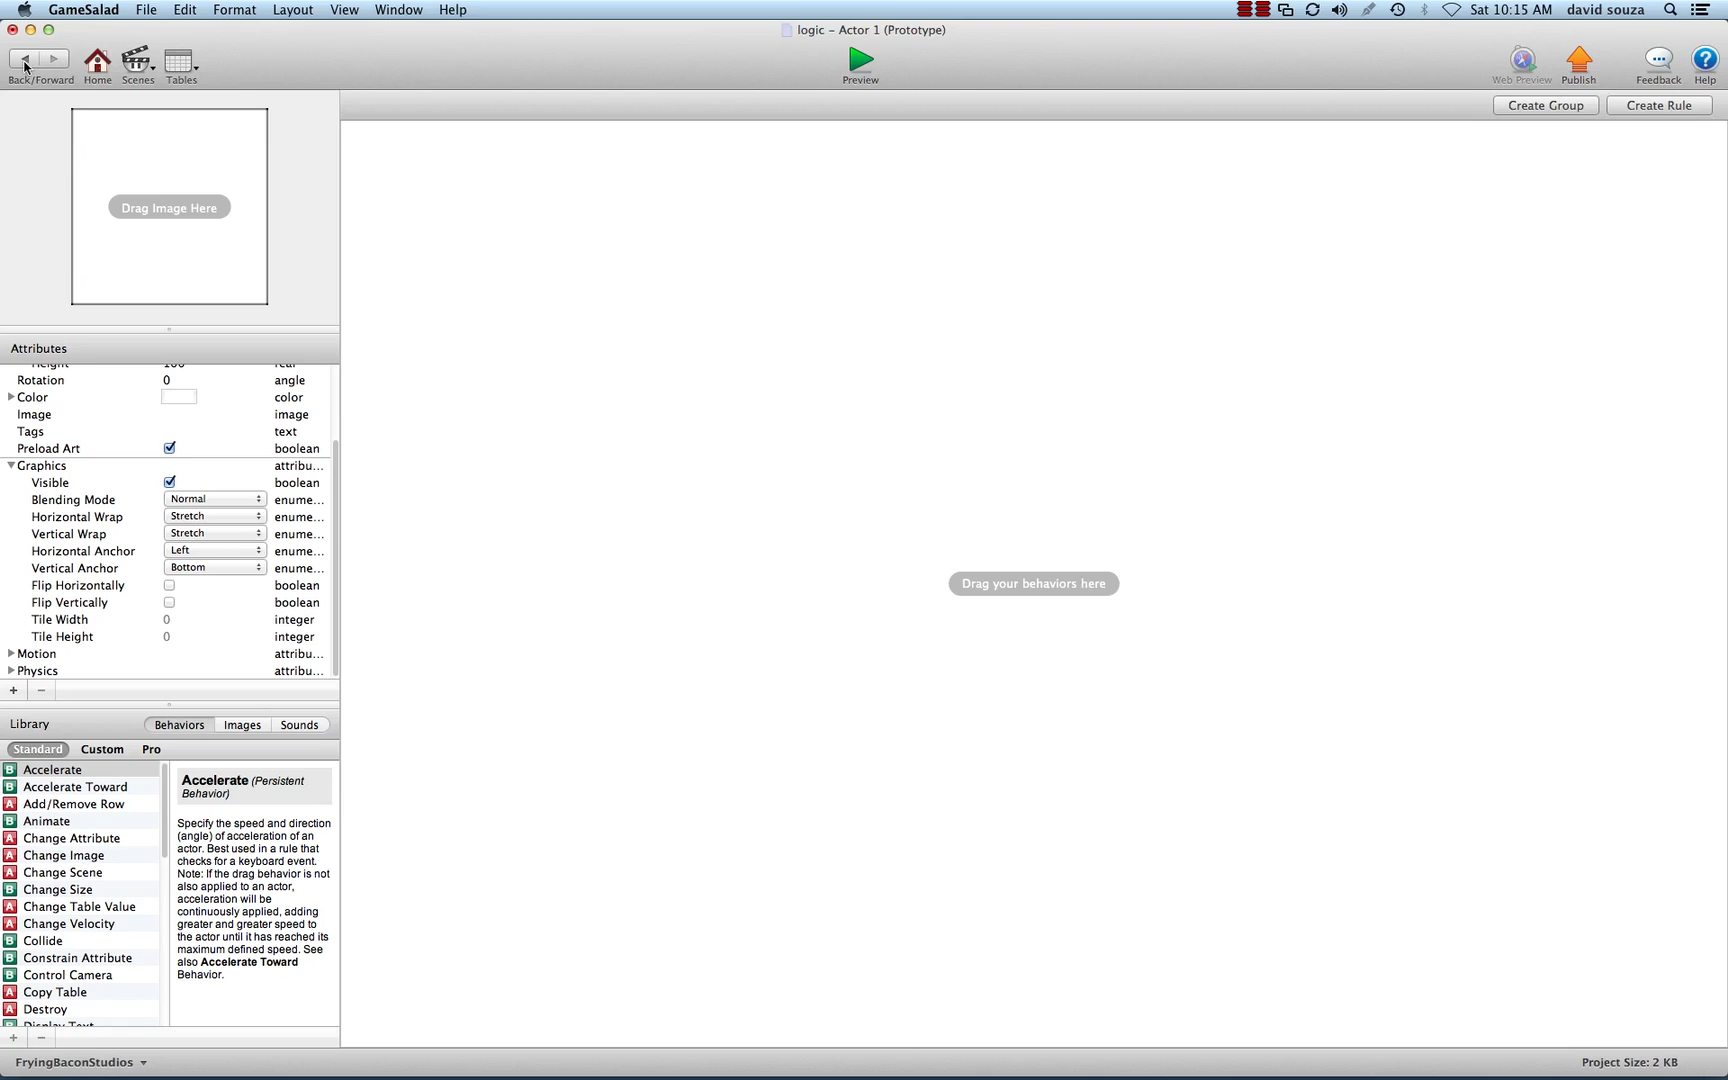 GameSalad File Edit Format Layout View Window Help Sat 10:15 AM david souza
logic – Actor 1 (Prototype)
Back/Forward Home Scenes Tables Preview Web Preview Publish Feedback Help
Create Group Create Rule
Drag Image Here
Attributes
Height 100 real
Rotation 0 angle
Color color
Image image
Tags text
Preload Art boolean
Graphics attribu...
Visible boolean
Blending Mode Normal enume...
Horizontal Wrap Stretch enume...
Vertical Wrap Stretch enume...
Horizontal Anchor Left enume...
Vertical Anchor Bottom enume...
Flip Horizontally boolean
Flip Vertically boolean
Tile Width 0 integer
Tile Height 0 integer
Motion attribu...
Physics attribu...
Drag your behaviors here
Library Behaviors Images Sounds
Standard Custom Pro
Accelerate
Accelerate Toward
Add/Remove Row
Animate
Change Attribute
Change Image
Change Scene
Change Size
Change Table Value
Change Velocity
Collide
Constrain Attribute
Control Camera
Copy Table
Destroy
Display Text
Accelerate (Persistent
Behavior)
Specify the speed and direction
(angle) of acceleration of an
actor. Best used in a rule that
checks for a keyboard event.
Note: If the drag behavior is not
also applied to an actor,
acceleration will be
continuously applied, adding
greater and greater speed to
the actor until it has reached its
maximum defined speed. See
also Accelerate Toward
Behavior.
FryingBaconStudios Project Size: 2 KB